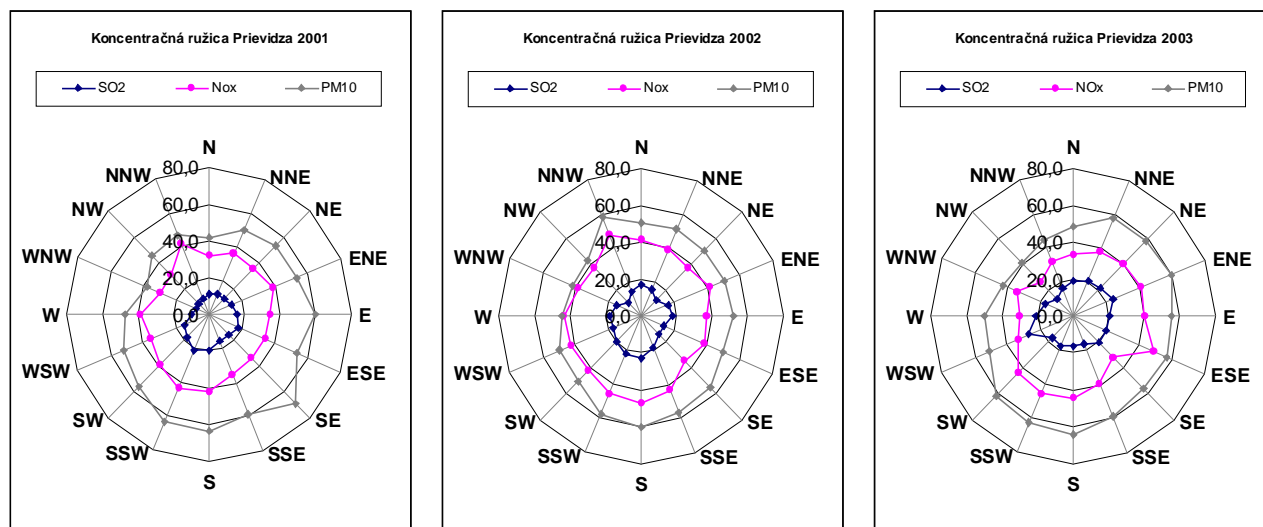 Koncentračná ružica Prievidza 2001
SO2 Nox PM10
N
NNE
NE
ENE
E
ESE
SE
SSE
S
SSW
SW
WSW
W
WNW
NW
NNW
80,0
60,0
40,0
20,0
0,0
Koncentračná ružica Prievidza 2002
SO2 Nox PM10
N
NNE
NE
ENE
E
ESE
SE
SSE
S
SSW
SW
WSW
W
WNW
NW
NNW
80,0
60,0
40,0
20,0
0,0
Koncentračná ružica Prievidza 2003
SO2 NOx PM10
N
NNE
NE
ENE
E
ESE
SE
SSE
S
SSW
SW
WSW
W
WNW
NW
NNW
80,0
60,0
40,0
20,0
0,0